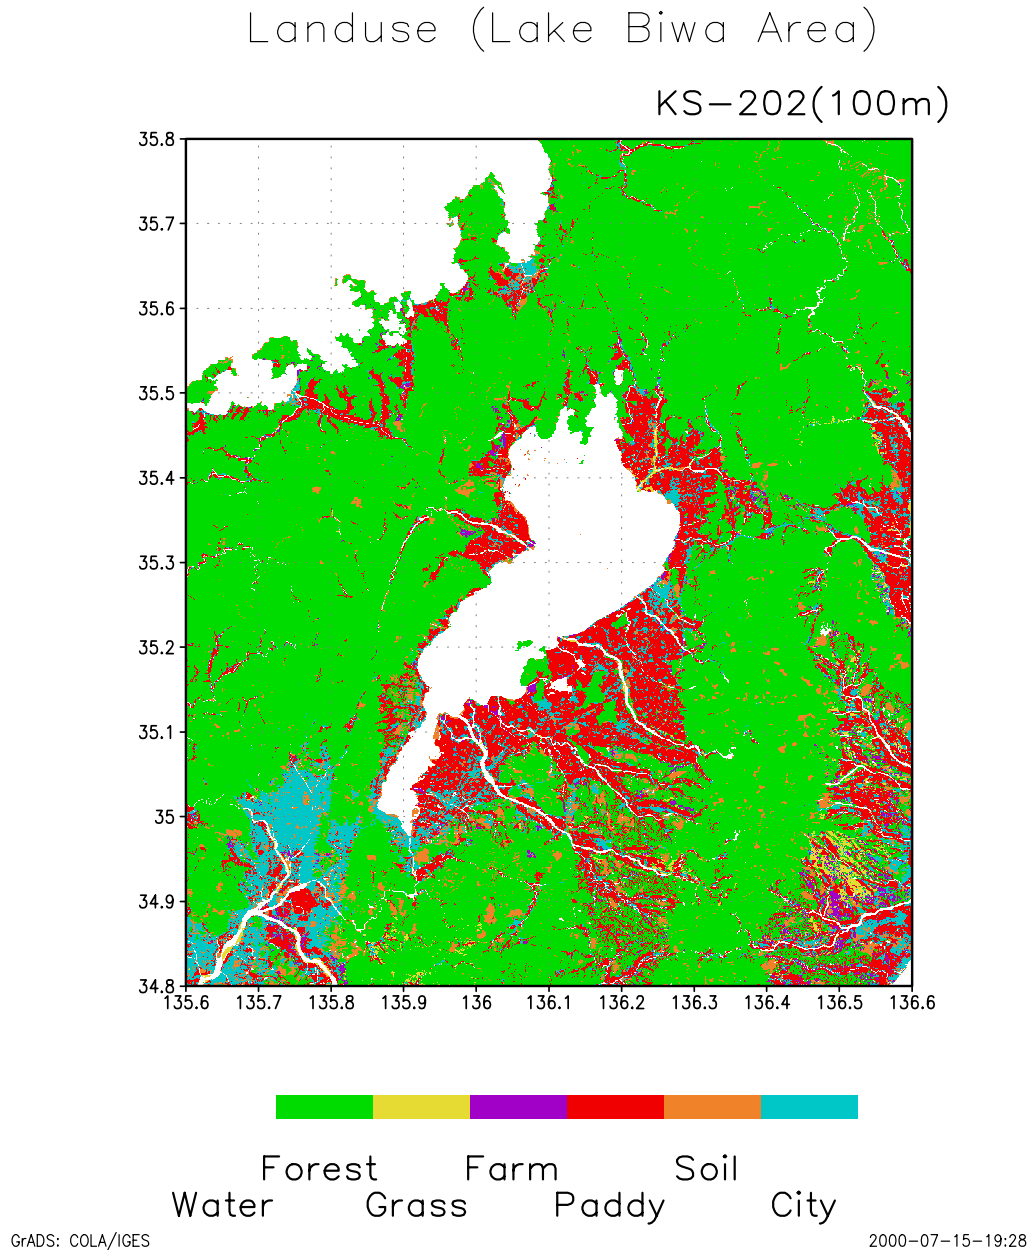 Landuse (Lake Biwa Area)
KS-202(100m)
35.8
35.7
35.6
35.5
35.4
35.3
35.2
35.1
35
34.9
34.8
135.6 135.7 135.8 135.9 136 136.1 136.2 136.3 136.4 136.5 136.6
Forest Farm Soil
Water Grass Paddy City
GrADS: COLA/IGES 2000-07-15-19:28